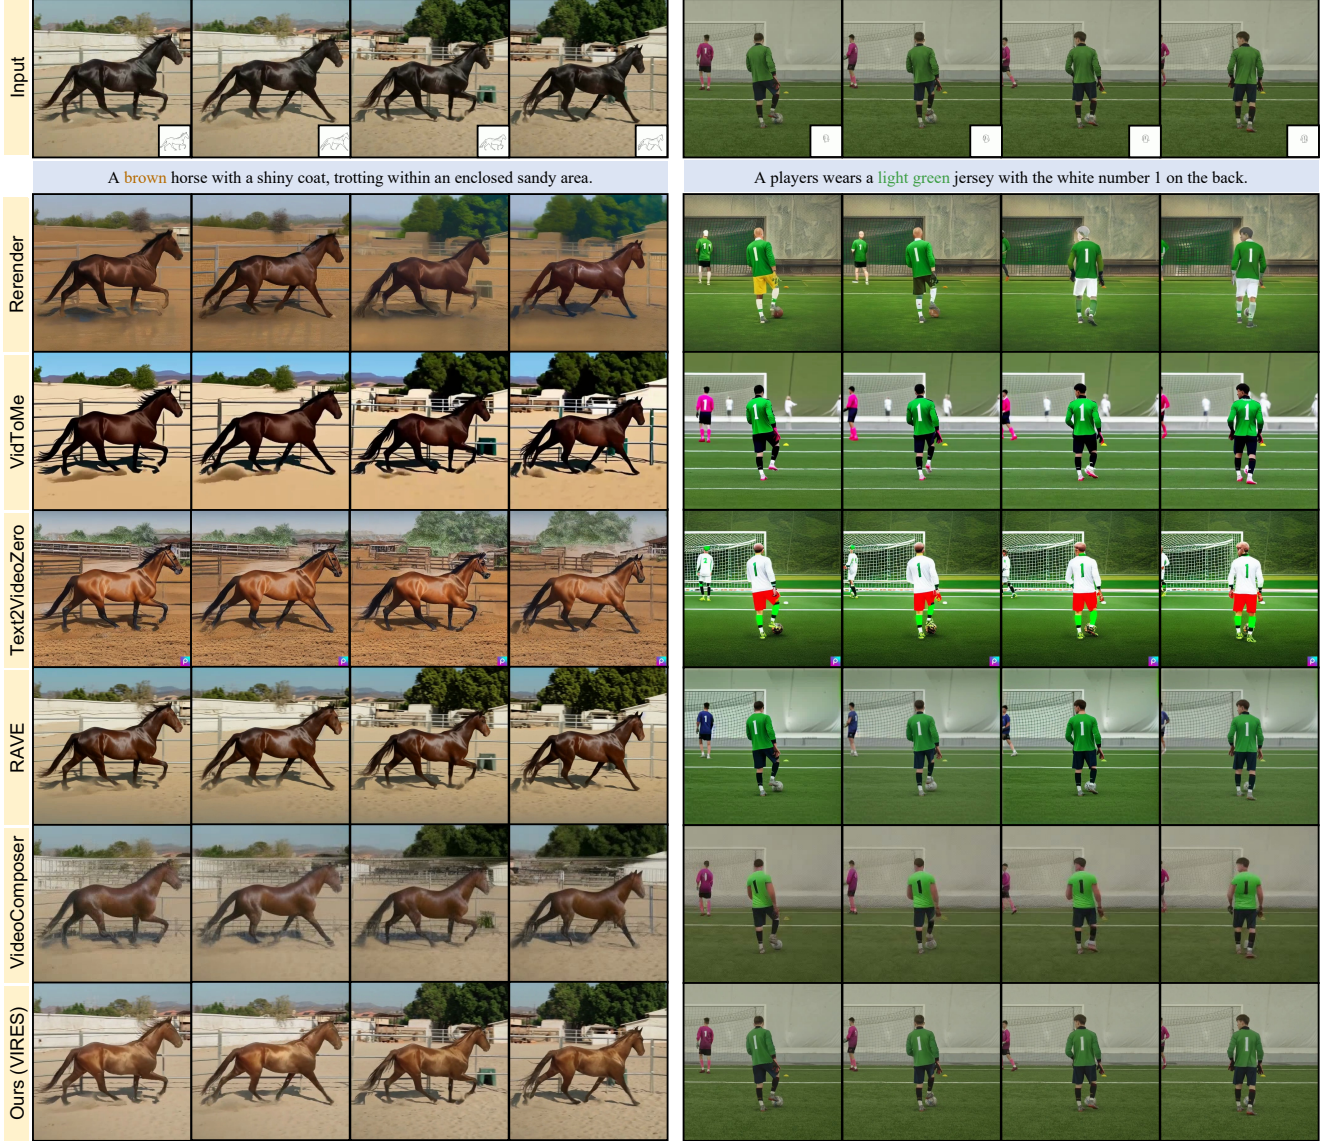 Input
A brown horse with a shiny coat, trotting within an enclosed sandy area.
A players wears a light green jersey with the white number 1 on the back.
Rerender
VidToMe
Text2VideoZero
RAVE
VideoComposer
Ours (VIRES)